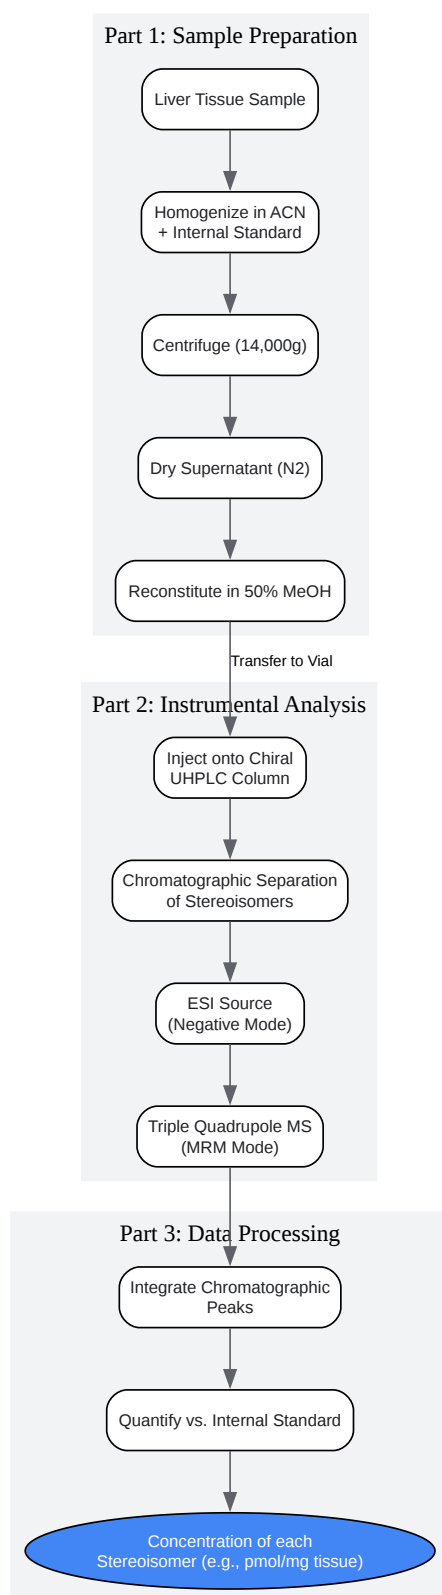 Part 1: Sample Preparation
Liver Tissue Sample
Homogenize in ACN
+ Internal Standard
Centrifuge (14,000g)
Dry Supernatant (N2)
Reconstitute in 50% MeOH
Transfer to Vial
Part 2: Instrumental Analysis
Inject onto Chiral
UHPLC Column
Chromatographic Separation
of Stereoisomers
ESI Source
(Negative Mode)
Triple Quadrupole MS
(MRM Mode)
Part 3: Data Processing
Integrate Chromatographic
Peaks
Quantify vs. Internal Standard
Concentration of each
Stereoisomer (e.g., pmol/mg tissue)